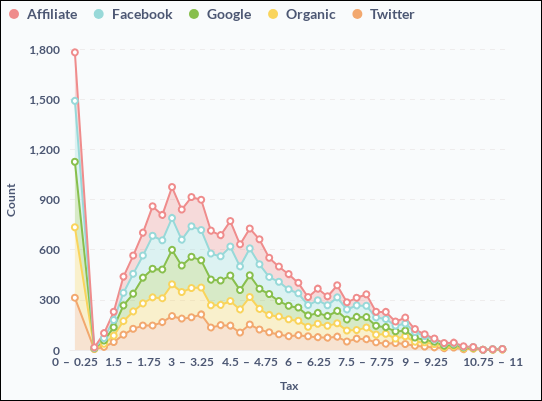 Affiliate Facebook Google Organic Twitter
1,800
1,500
1,200
900
600
300
0
Count
0 – 0.25 1.5 – 1.75 3 – 3.25 4.5 – 4.75 6 – 6.25 7.5 – 7.75 9 – 9.25 10.75 – 11
Tax